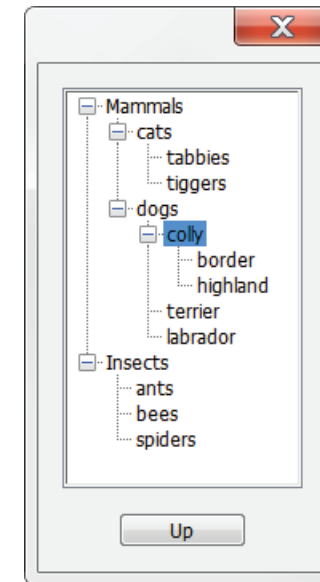 Mammals
cats
tabbies
tiggers
dogs
colly
border
highland
terrier
labrador
Insects
ants
bees
spiders
Up